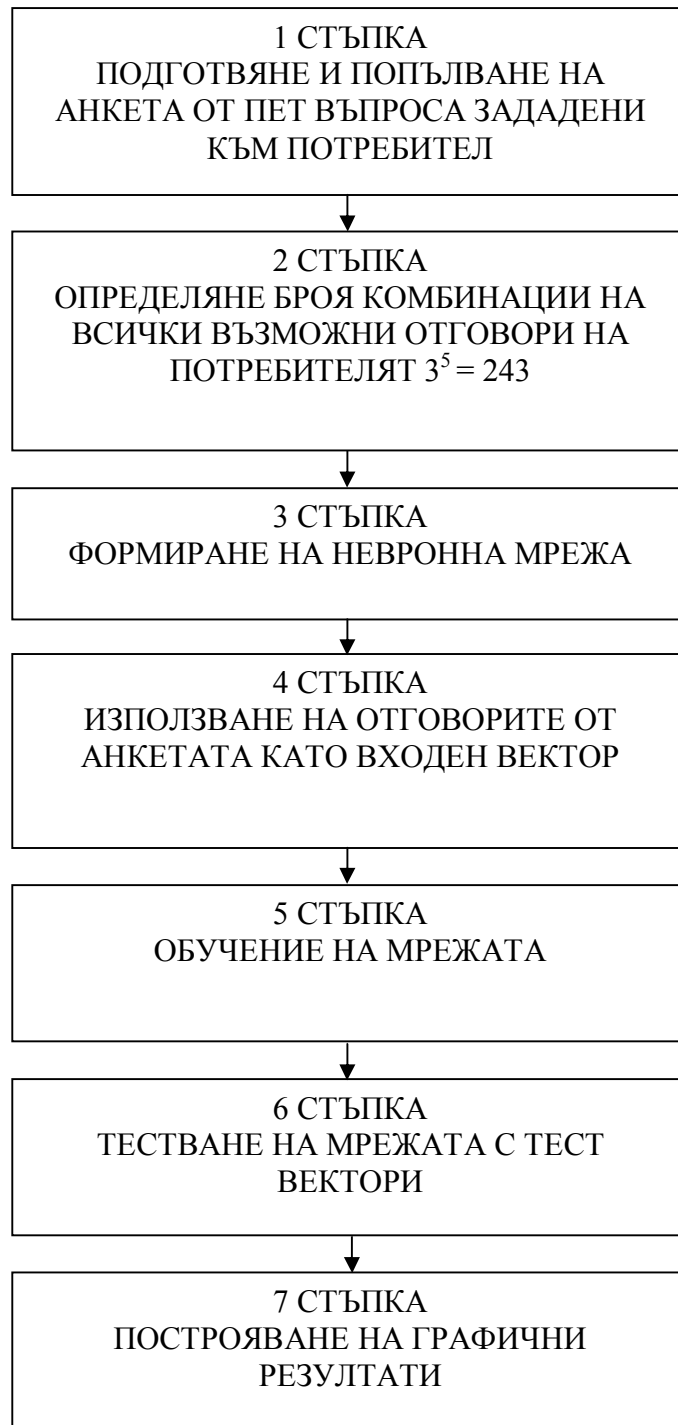 1 СТЪПКА
ПОДГОТВЯНЕ И ПОПЪЛВАНЕ НА
АНКЕТА ОТ ПЕТ ВЪПРОСА ЗАДАДЕНИ
КЪМ ПОТРЕБИТЕЛ
2 СТЪПКА
ОПРЕДЕЛЯНЕ БРОЯ КОМБИНАЦИИ НА
ВСИЧКИ ВЪЗМОЖНИ ОТГОВОРИ НА
ПОТРЕБИТЕЛЯТ 3⁵ = 243
3 СТЪПКА
ФОРМИРАНЕ НА НЕВРОННА МРЕЖА
4 СТЪПКА
ИЗПОЛЗВАНЕ НА ОТГОВОРИТЕ ОТ
АНКЕТАТА КАТО ВХОДЕН ВЕКТОР
5 СТЪПКА
ОБУЧЕНИЕ НА МРЕЖАТА
6 СТЪПКА
ТЕСТВАНЕ НА МРЕЖАТА С ТЕСТ
ВЕКТОРИ
7 СТЪПКА
ПОСТРОЯВАНЕ НА ГРАФИЧНИ
РЕЗУЛТАТИ